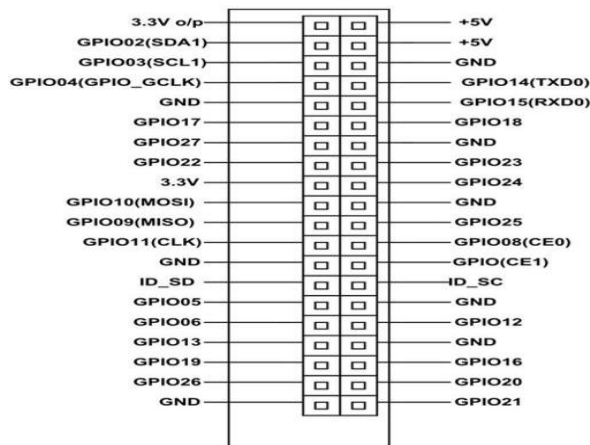 3.3V o/p +5V
GPIO02(SDA1) +5V
GPIO03(SCL1) GND
GPIO04(GPIO_GCLK) GPIO14(TXD0)
GND GPIO15(RXD0)
GPIO17 GPIO18
GPIO27 GND
GPIO22 GPIO23
3.3V GPIO24
GPIO10(MOSI) GND
GPIO09(MISO) GPIO25
GPIO11(CLK) GPIO08(CE0)
GND GPIO(CE1)
ID_SD ID_SC
GPIO05 GND
GPIO06 GPIO12
GPIO13 GND
GPIO19 GPIO16
GPIO26 GPIO20
GND GPIO21